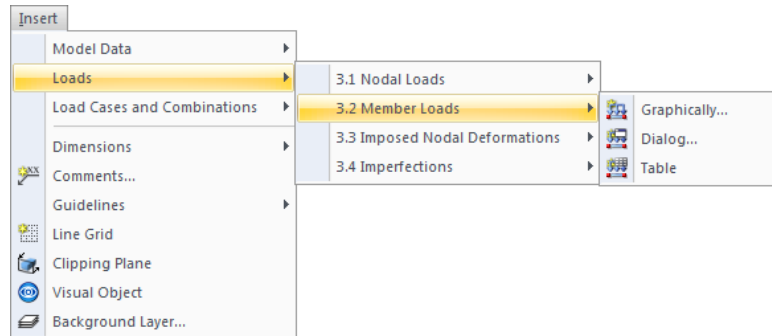 Insert
Model Data
Loads
Load Cases and Combinations
Dimensions
xx Comments...
Guidelines
Line Grid
Clipping Plane
Visual Object
Background Layer...
3.1 Nodal Loads
3.2 Member Loads
3.3 Imposed Nodal Deformations
3.4 Imperfections
Graphically...
Dialog...
Table